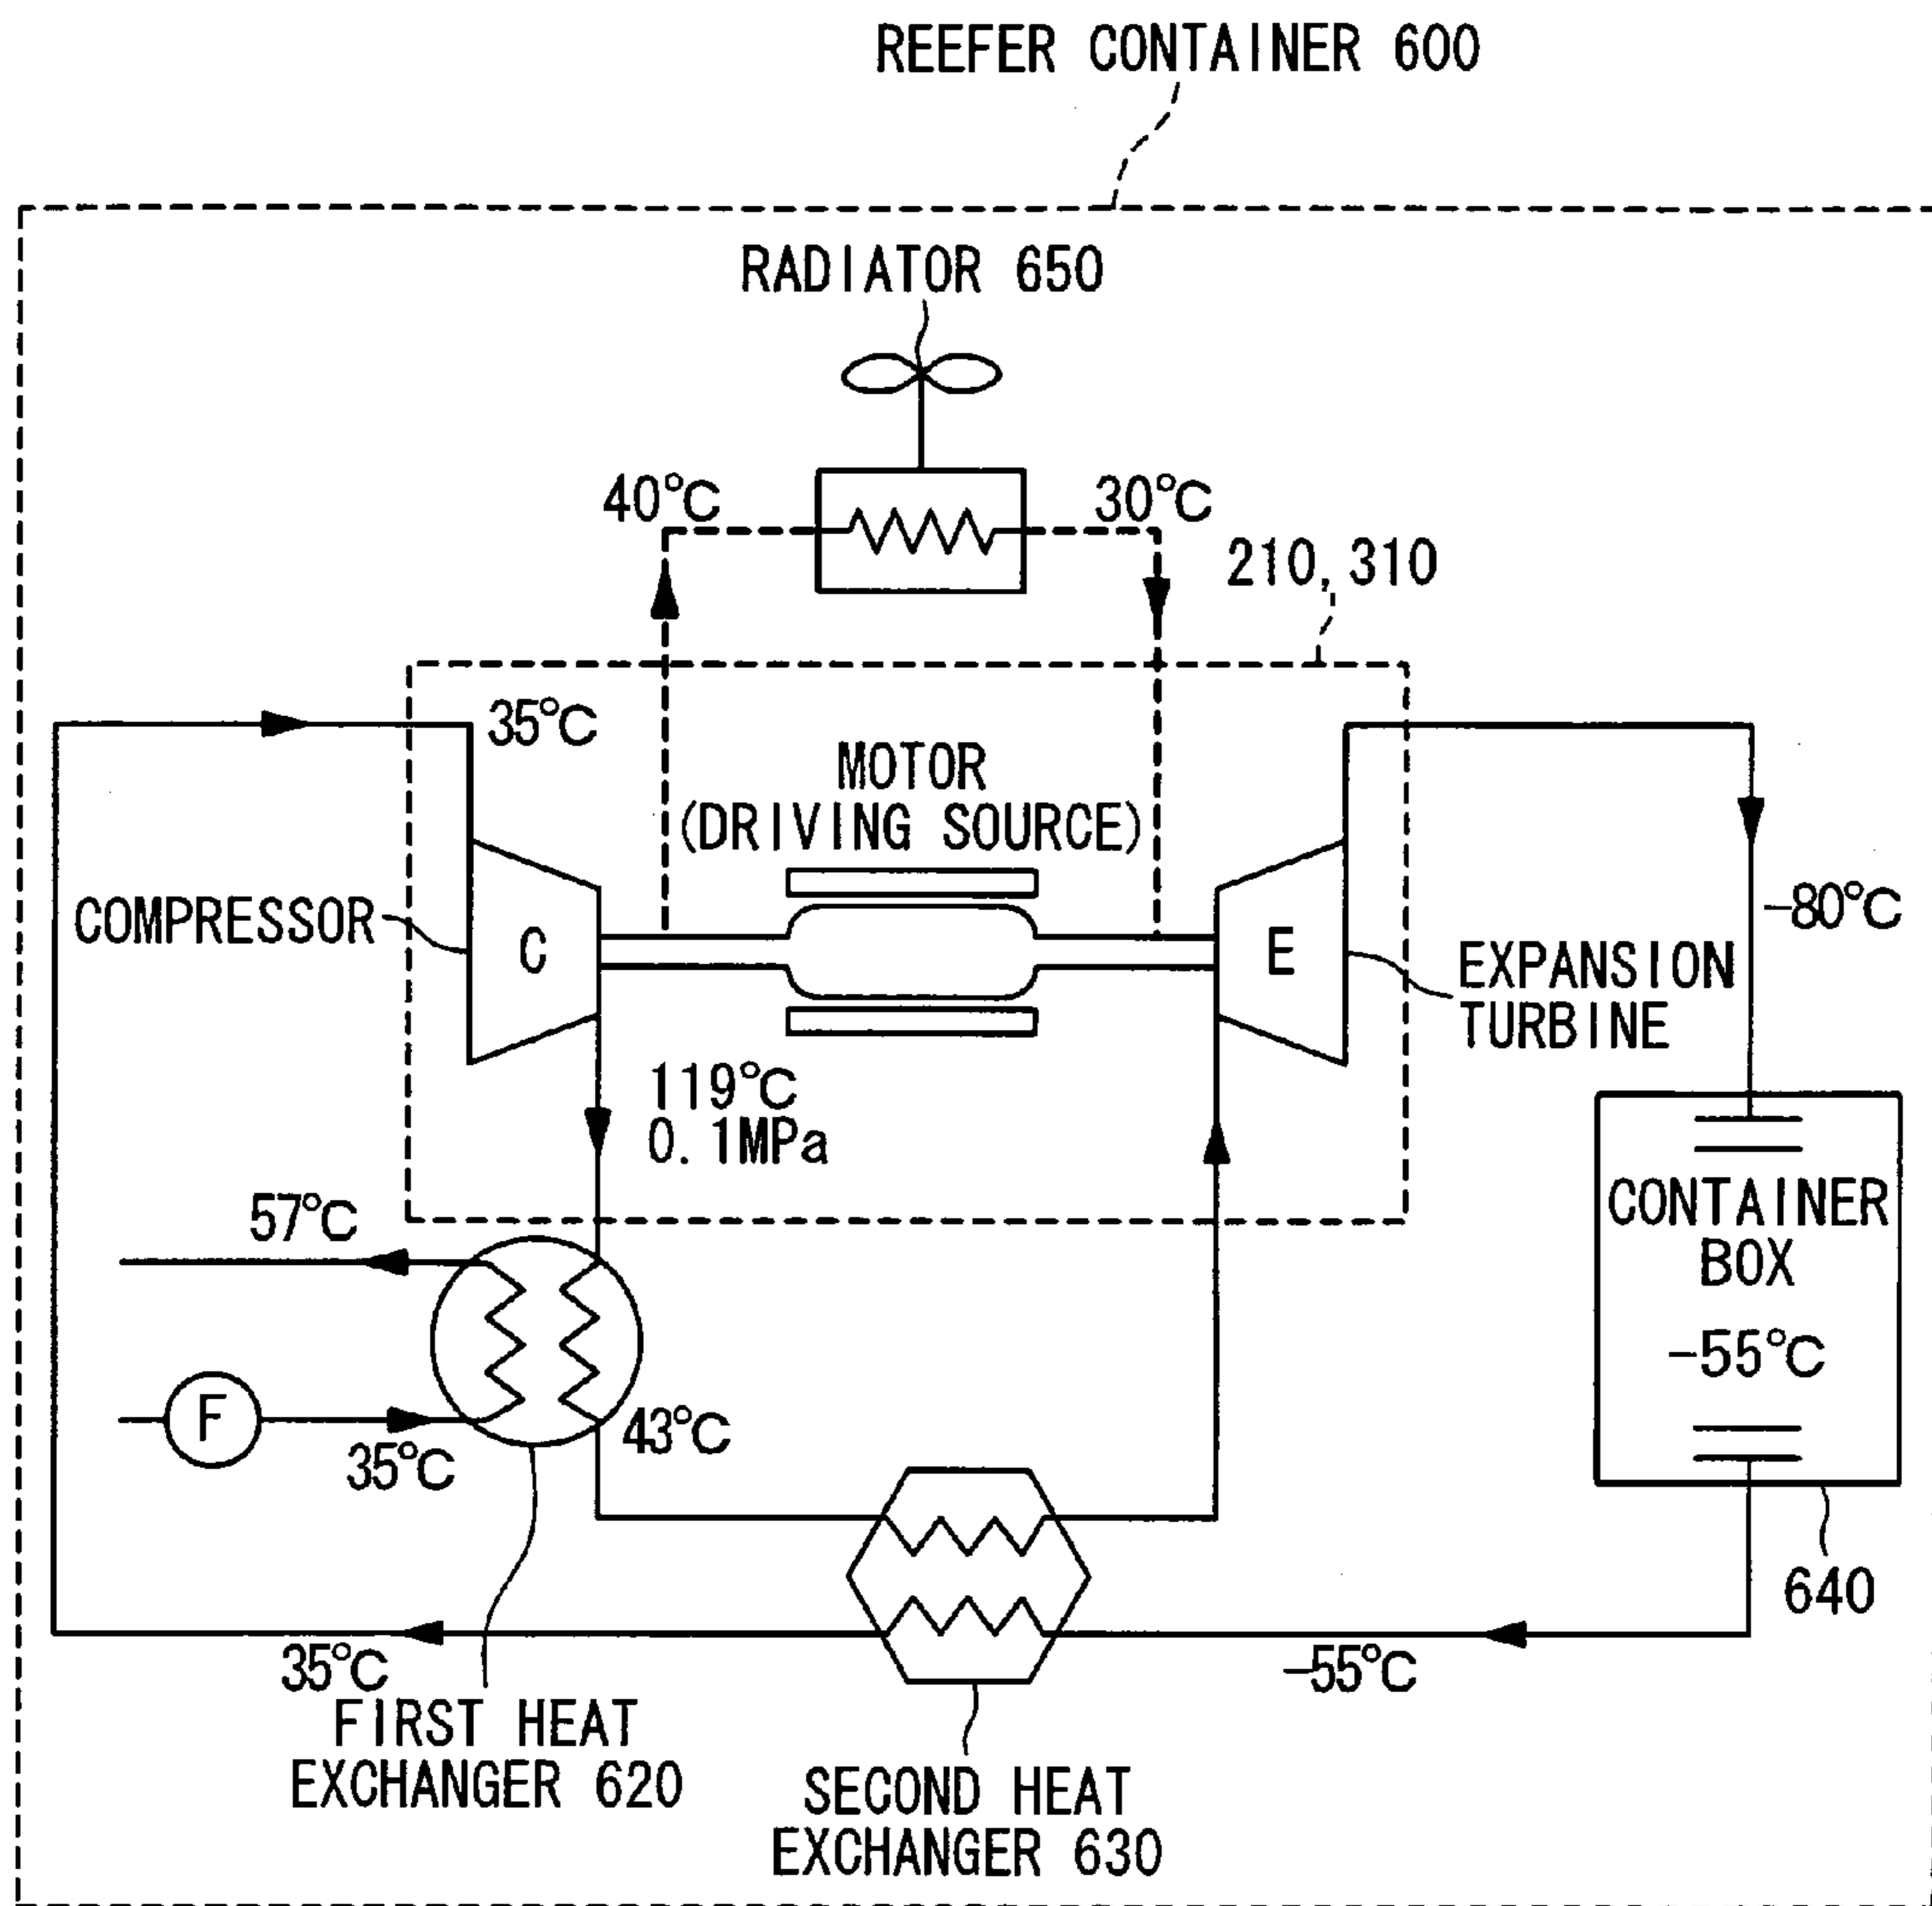 REEFER CONTAINER 600
RADIATOR 650
40°C
30°C
210, 310
35°C
MOTOR
(DRIVING SOURCE)
COMPRESSOR
C
E
-80°C
EXPANSION
TURBINE
119°C
0.1MPa
57°C
CONTAINER
BOX
-55°C
F
35°C
43°C
640
35°C
-55°C
FIRST HEAT
EXCHANGER 620
SECOND HEAT
EXCHANGER 630